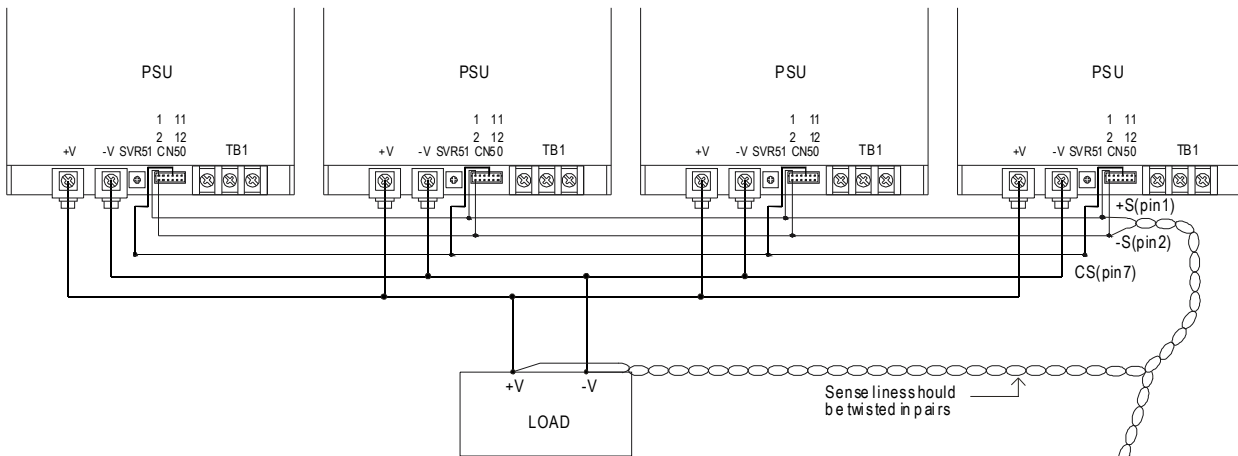 PSU PSU PSU PSU
1 11 1 11 1 11 1 11
2 12 2 12 2 12 2 12
+V -V SVR51 CN50 TB1 +V -V SVR51 CN50 TB1 +V -V SVR51 CN50 TB1 +V -V SVR51 CN50 TB1
+S(pin1)
-S(pin2)
CS(pin7)
+V -V
LOAD
Sense liness hould
be twisted in pairs